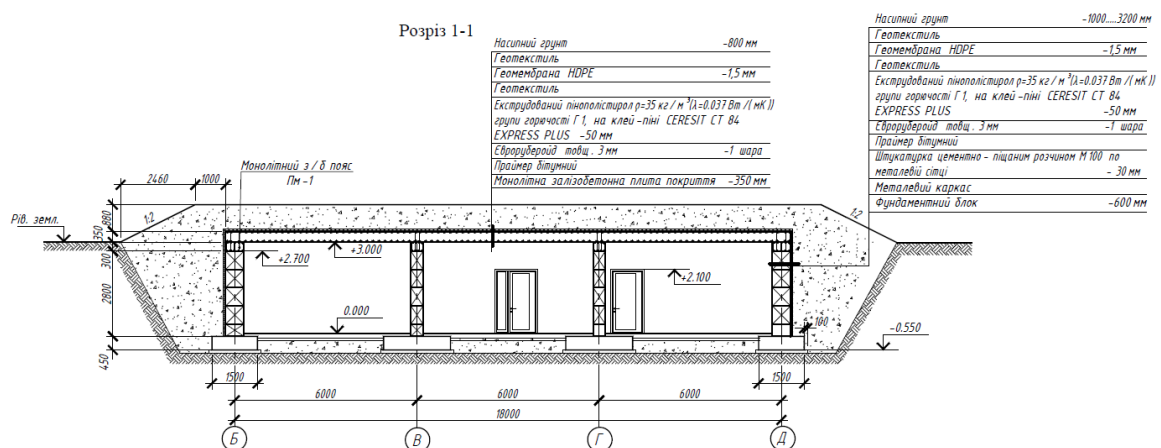 Розріз 1-1
Насипний грунт -800 мм
Геотекстиль
Геомембрана HDPE -1,5 мм
Геотекстиль
Екструдований пінополістирол ρ=35 кг / м ³(λ=0.037 Вт /( мК ))
групи горючості Г 1, на клей -піні CERESIT CT 84
EXPRESS PLUS -50 мм
Єврорубероїд товщ . 3 мм -1 шара
Праймер бітумний
Монолітна залізобетонна плита покриття -350 мм
Насипний грунт -1000.....3200 мм
Геотекстиль
Геомембрана HDPE -1,5 мм
Геотекстиль
Екструдований пінополістирол ρ=35 кг / м ³(λ=0.037 Вт /( мК ))
групи горючості Г 1, на клей -піні CERESIT CT 84
EXPRESS PLUS -50 мм
Єврорубероїд товщ . 3 мм -1 шара
Праймер бітумний
Штукатурка цементно - піщаним розчином М 100 по
металевій сітці - 30 мм
Металевий каркас
Фундаментний блок -600 мм
Монолітний з / б пояс
Пм -1
2460
1000
Рів. земл.
1:2
1:2
880
350
300
2800
450
+2.700
+3.000
+2.100
0.000
100
-0.550
1500
1500
6000
6000
6000
18000
Б
В
Г
Д